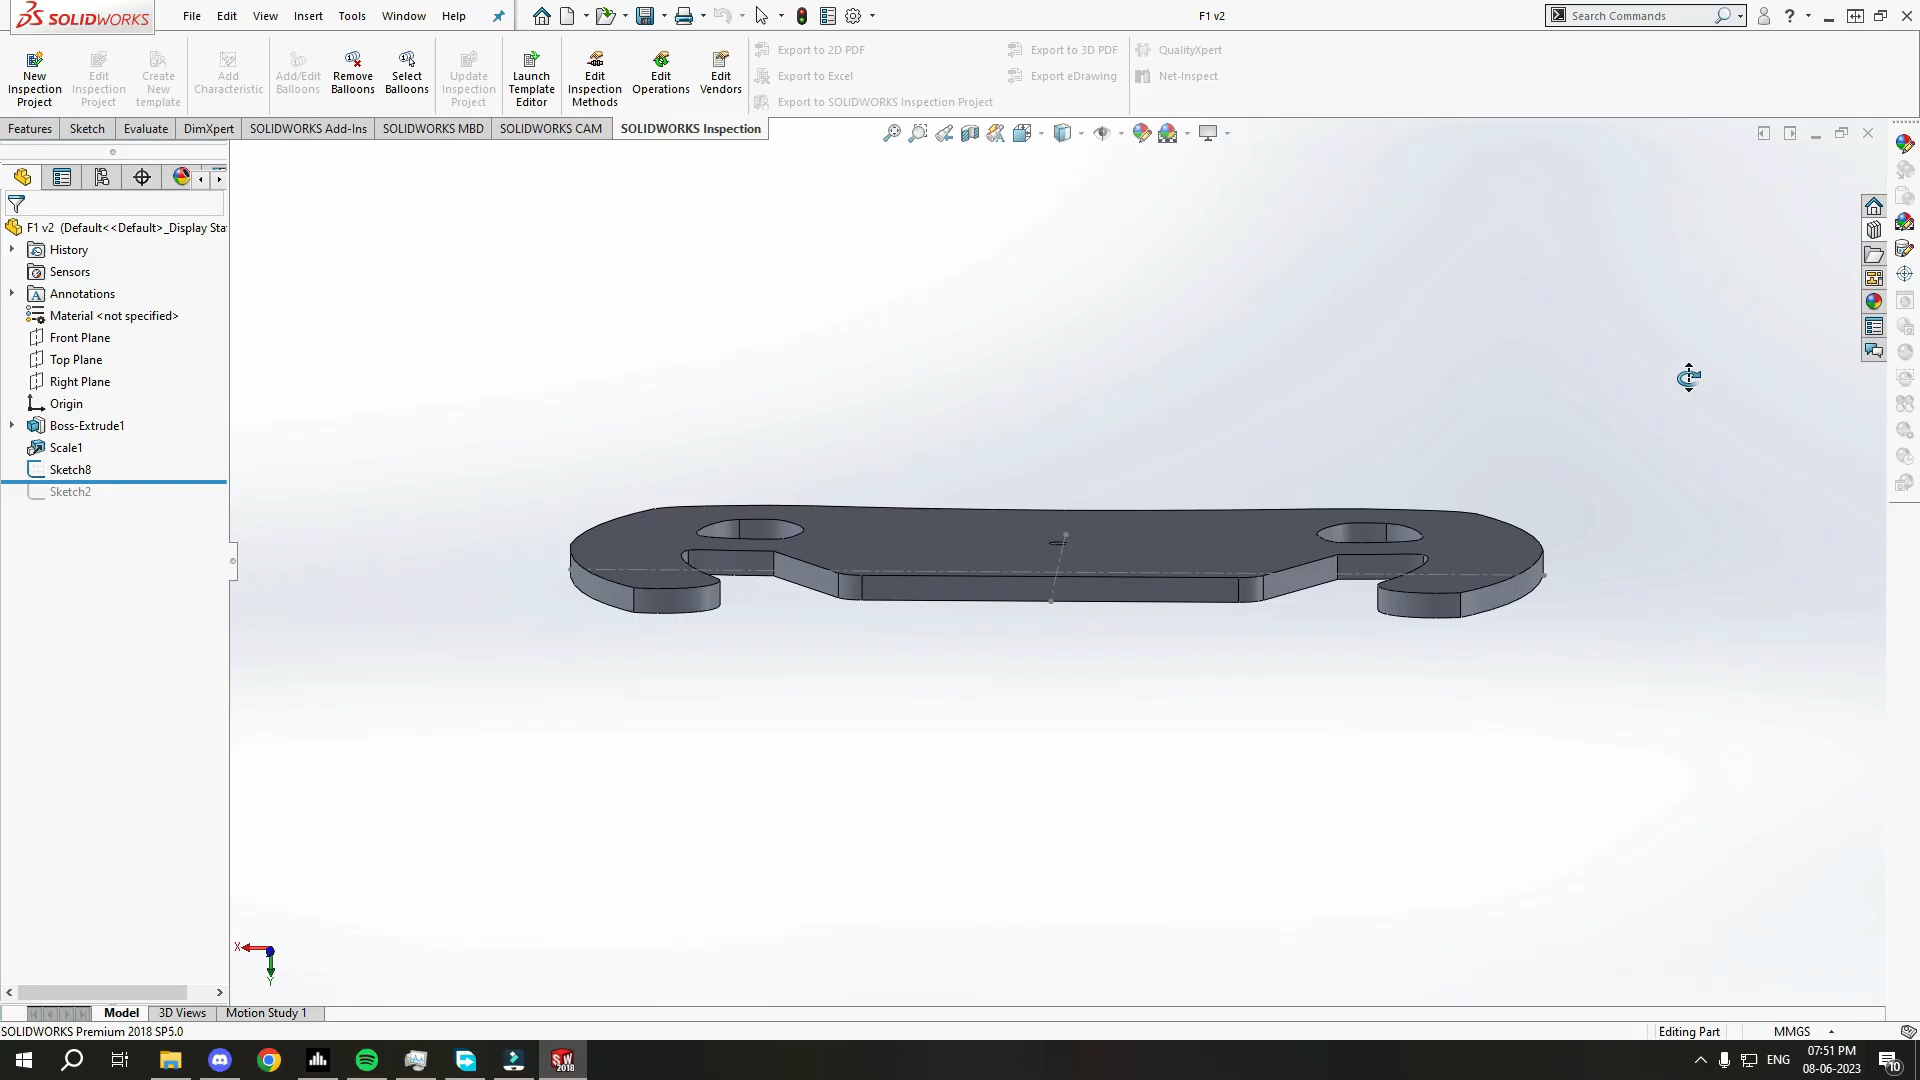 SOLIDWORKS File Edit View Insert Tools Window Help F1 v2 Search Commands
New Inspection Project
Edit Inspection Project
Create New template
Add Characteristic
Add/Edit Balloons
Remove Balloons
Select Balloons
Update Inspection Project
Launch Template Editor
Edit Inspection Methods
Edit Operations
Edit Vendors
Export to 2D PDF
Export to Excel
Export to SOLIDWORKS Inspection Project
Export to 3D PDF
Export eDrawing
QualityXpert
Net-Inspect
Features Sketch Evaluate DimXpert SOLIDWORKS Add-Ins SOLIDWORKS MBD SOLIDWORKS CAM SOLIDWORKS Inspection
F1 v2 (Default<<Default>_Display Sta
History
Sensors
Annotations
Material <not specified>
Front Plane
Top Plane
Right Plane
Origin
Boss-Extrude1
Scale1
Sketch8
Sketch2
X
Y
Model 3D Views Motion Study 1
SOLIDWORKS Premium 2018 SP5.0 Editing Part MMGS
ENG 07:51 PM
08-06-2023
10
SW
2018